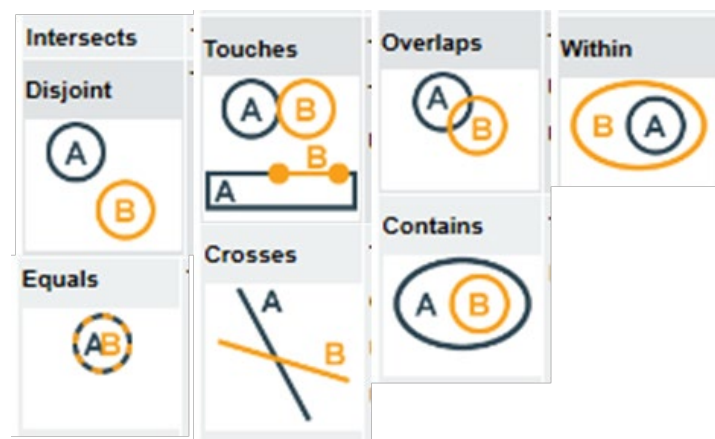 Intersects
Disjoint
A
B
Equals
AB
Touches
A B
B
A
Crosses
A
B
Overlaps
A
B
Contains
A B
Within
B A